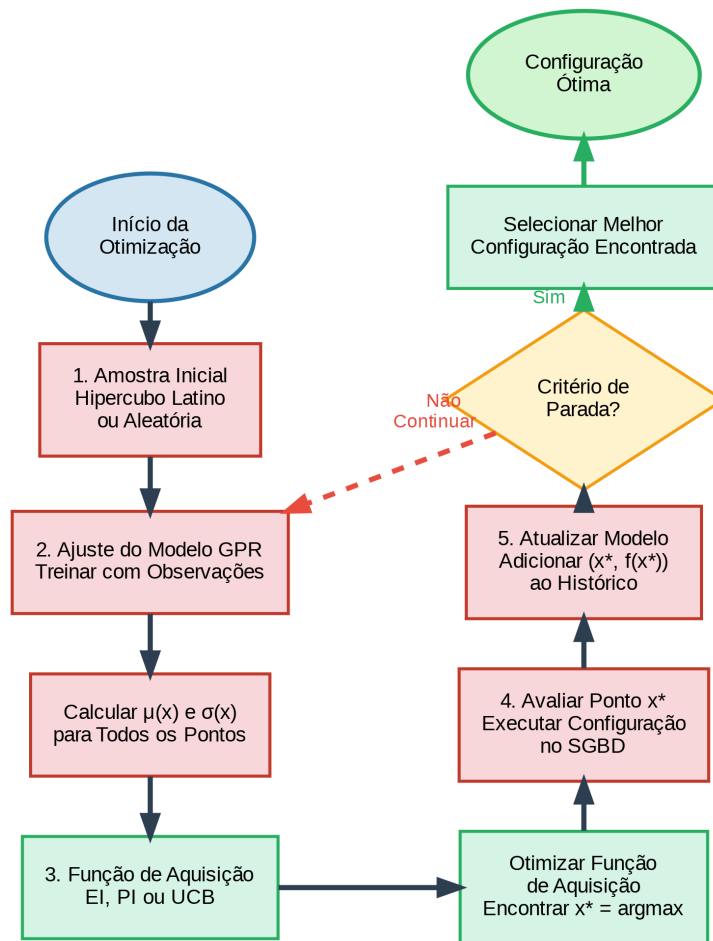 Início da
Otimização
1. Amostra Inicial
Hipercubo Latino
ou Aleatória
2. Ajuste do Modelo GPR
Treinar com Observações
Calcular μ(x) e σ(x)
para Todos os Pontos
3. Função de Aquisição
EI, PI ou UCB
Otimizar Função
de Aquisição
Encontrar x* = argmax
4. Avaliar Ponto x*
Executar Configuração
no SGBD
5. Atualizar Modelo
Adicionar (x*, f(x*))
ao Histórico
Critério de
Parada?
Não
Continuar
Sim
Selecionar Melhor
Configuração Encontrada
Configuração
Ótima